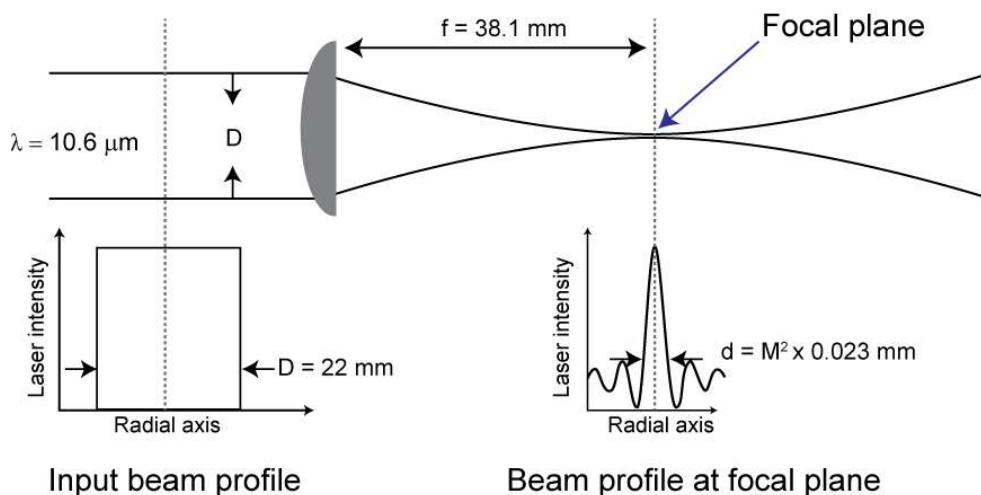 f = 38.1 mm
Focal plane
λ = 10.6 μm
D
Laser intensity
D = 22 mm
Radial axis
Laser intensity
d = M² x 0.023 mm
Radial axis
Input beam profile
Beam profile at focal plane